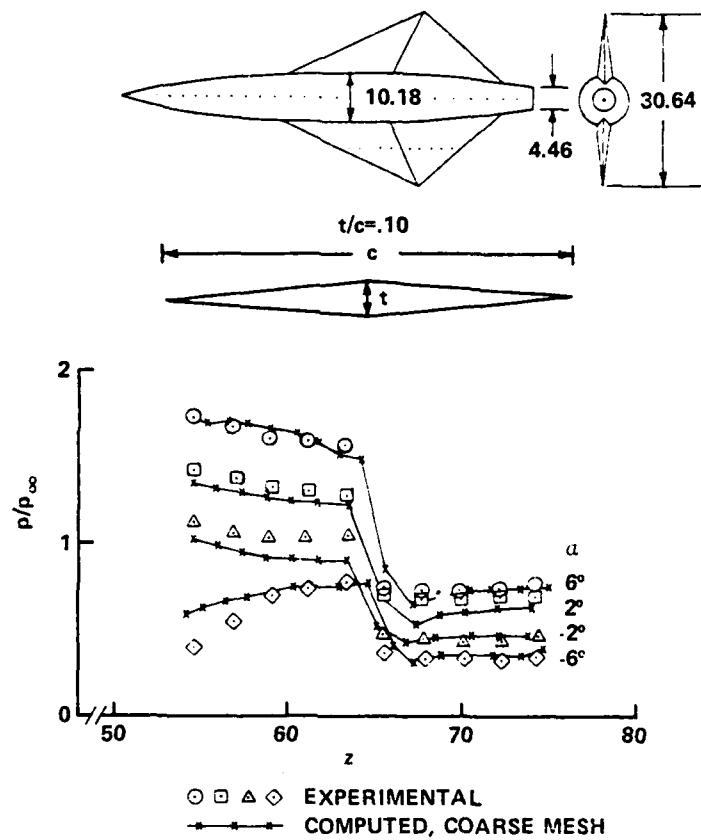 10.18
30.64
4.46
t/c=.10
c
t
2
1
0
p/p∞
α
6°
2°
-2°
-6°
50
60
70
80
z
EXPERIMENTAL
COMPUTED, COARSE MESH